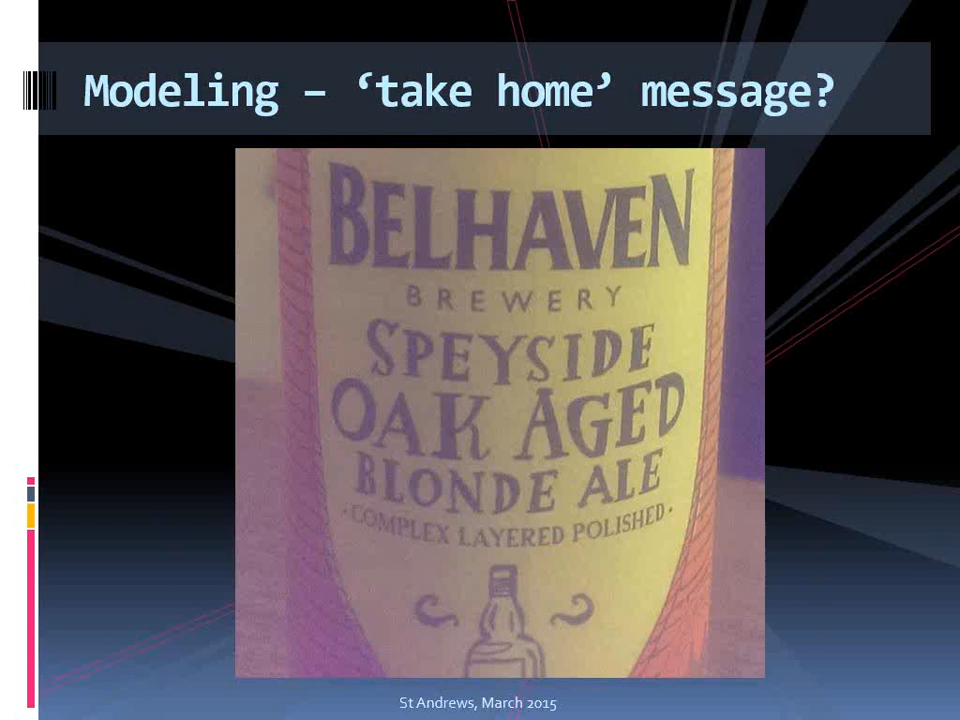 Modeling – ‘take home’ message?
BELHAVEN
BREWERY
SPEYSIDE
OAK AGED
BLONDE ALE
·COMPLEX LAYERED POLISHED·
St Andrews, March 2015